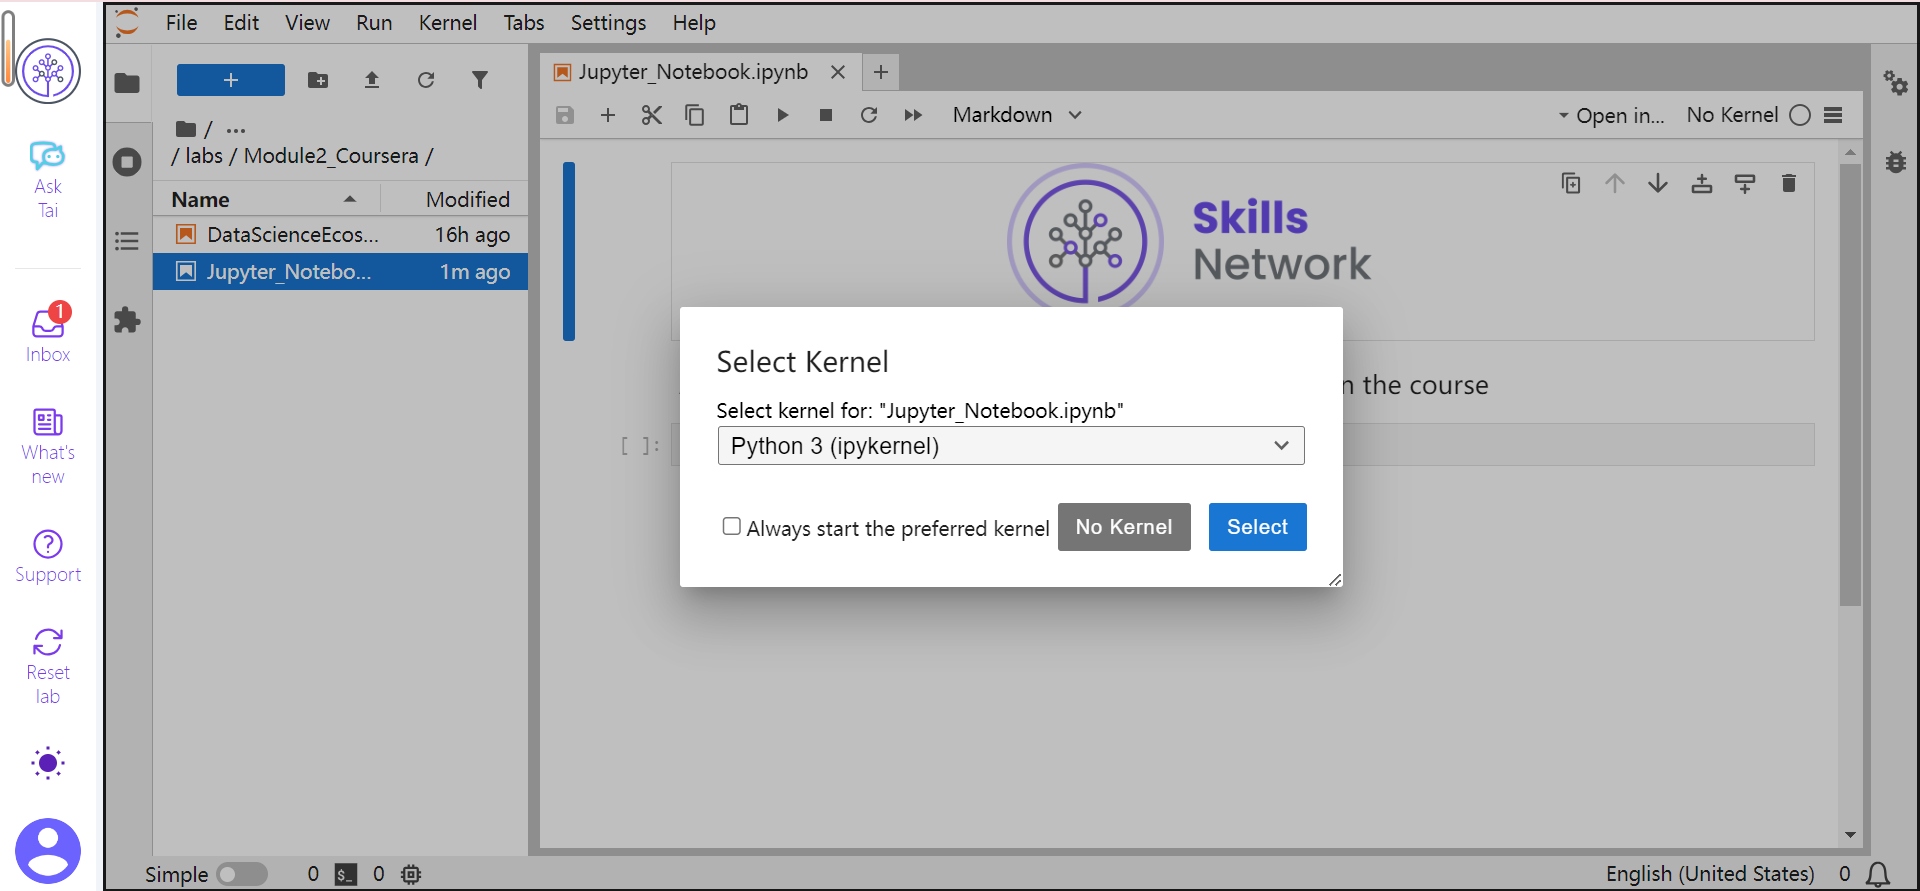 File Edit View Run Kernel Tabs Settings Help
Ask
Tai
1
Inbox
What's
new
Support
Reset
lab
/ ...
/ labs / Module2_Coursera /
Name Modified
DataScienceEcos... 16h ago
Jupyter_Notebo... 1m ago
Jupyter_Notebook.ipynb
Markdown
Open in...
No Kernel
Skills
Network
n the course
[ ]:
Select Kernel
Select kernel for: "Jupyter_Notebook.ipynb"
Python 3 (ipykernel)
Always start the preferred kernel
No Kernel
Select
Simple 0 $_ 0
English (United States) 0